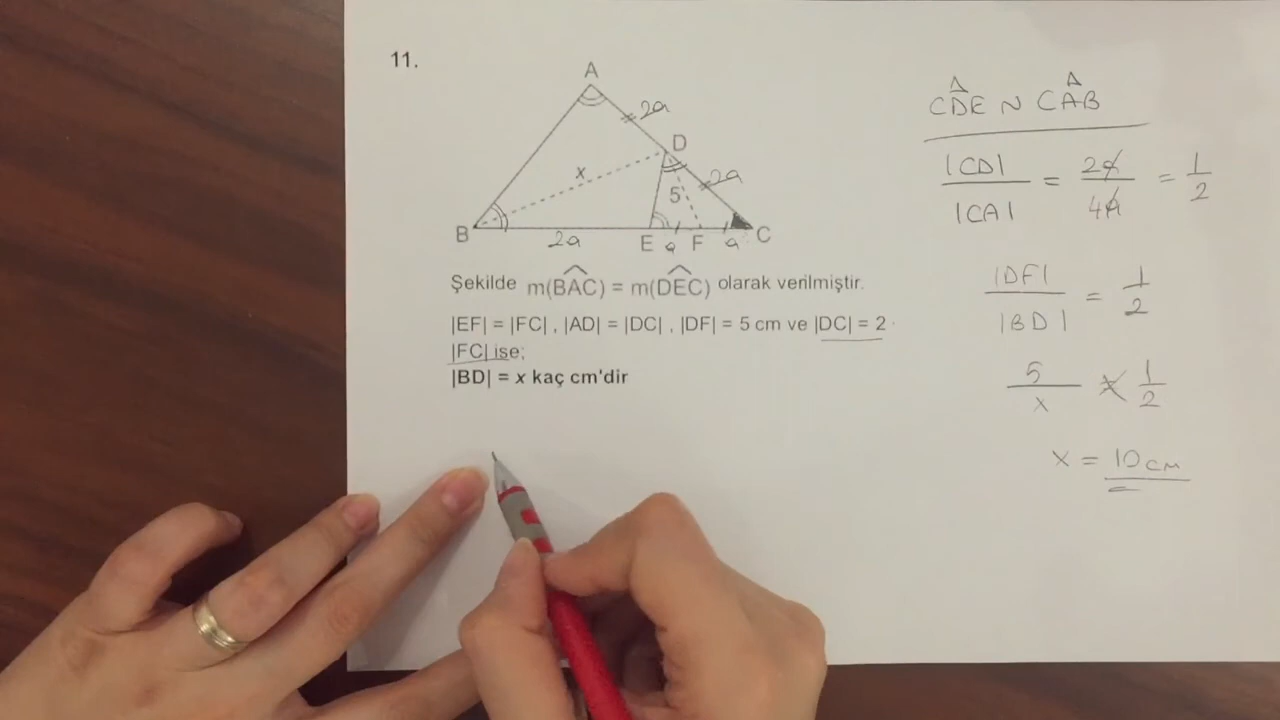 11.
A
2a
D
x
2a
5
B
2a
E a F a C
Şekilde m(BAC) = m(DEC) olarak verilmiştir.
|EF| = |FC| , |AD| = |DC| , |DF| = 5 cm ve |DC| = 2
|FC| ise;
|BD| = x kaç cm'dir
CDE ~ CAB
|CD| / |CA| = 2a / 4a = 1 / 2
|DF| / |BD| = 1 / 2
5 / x = 1 / 2
x = 10 cm